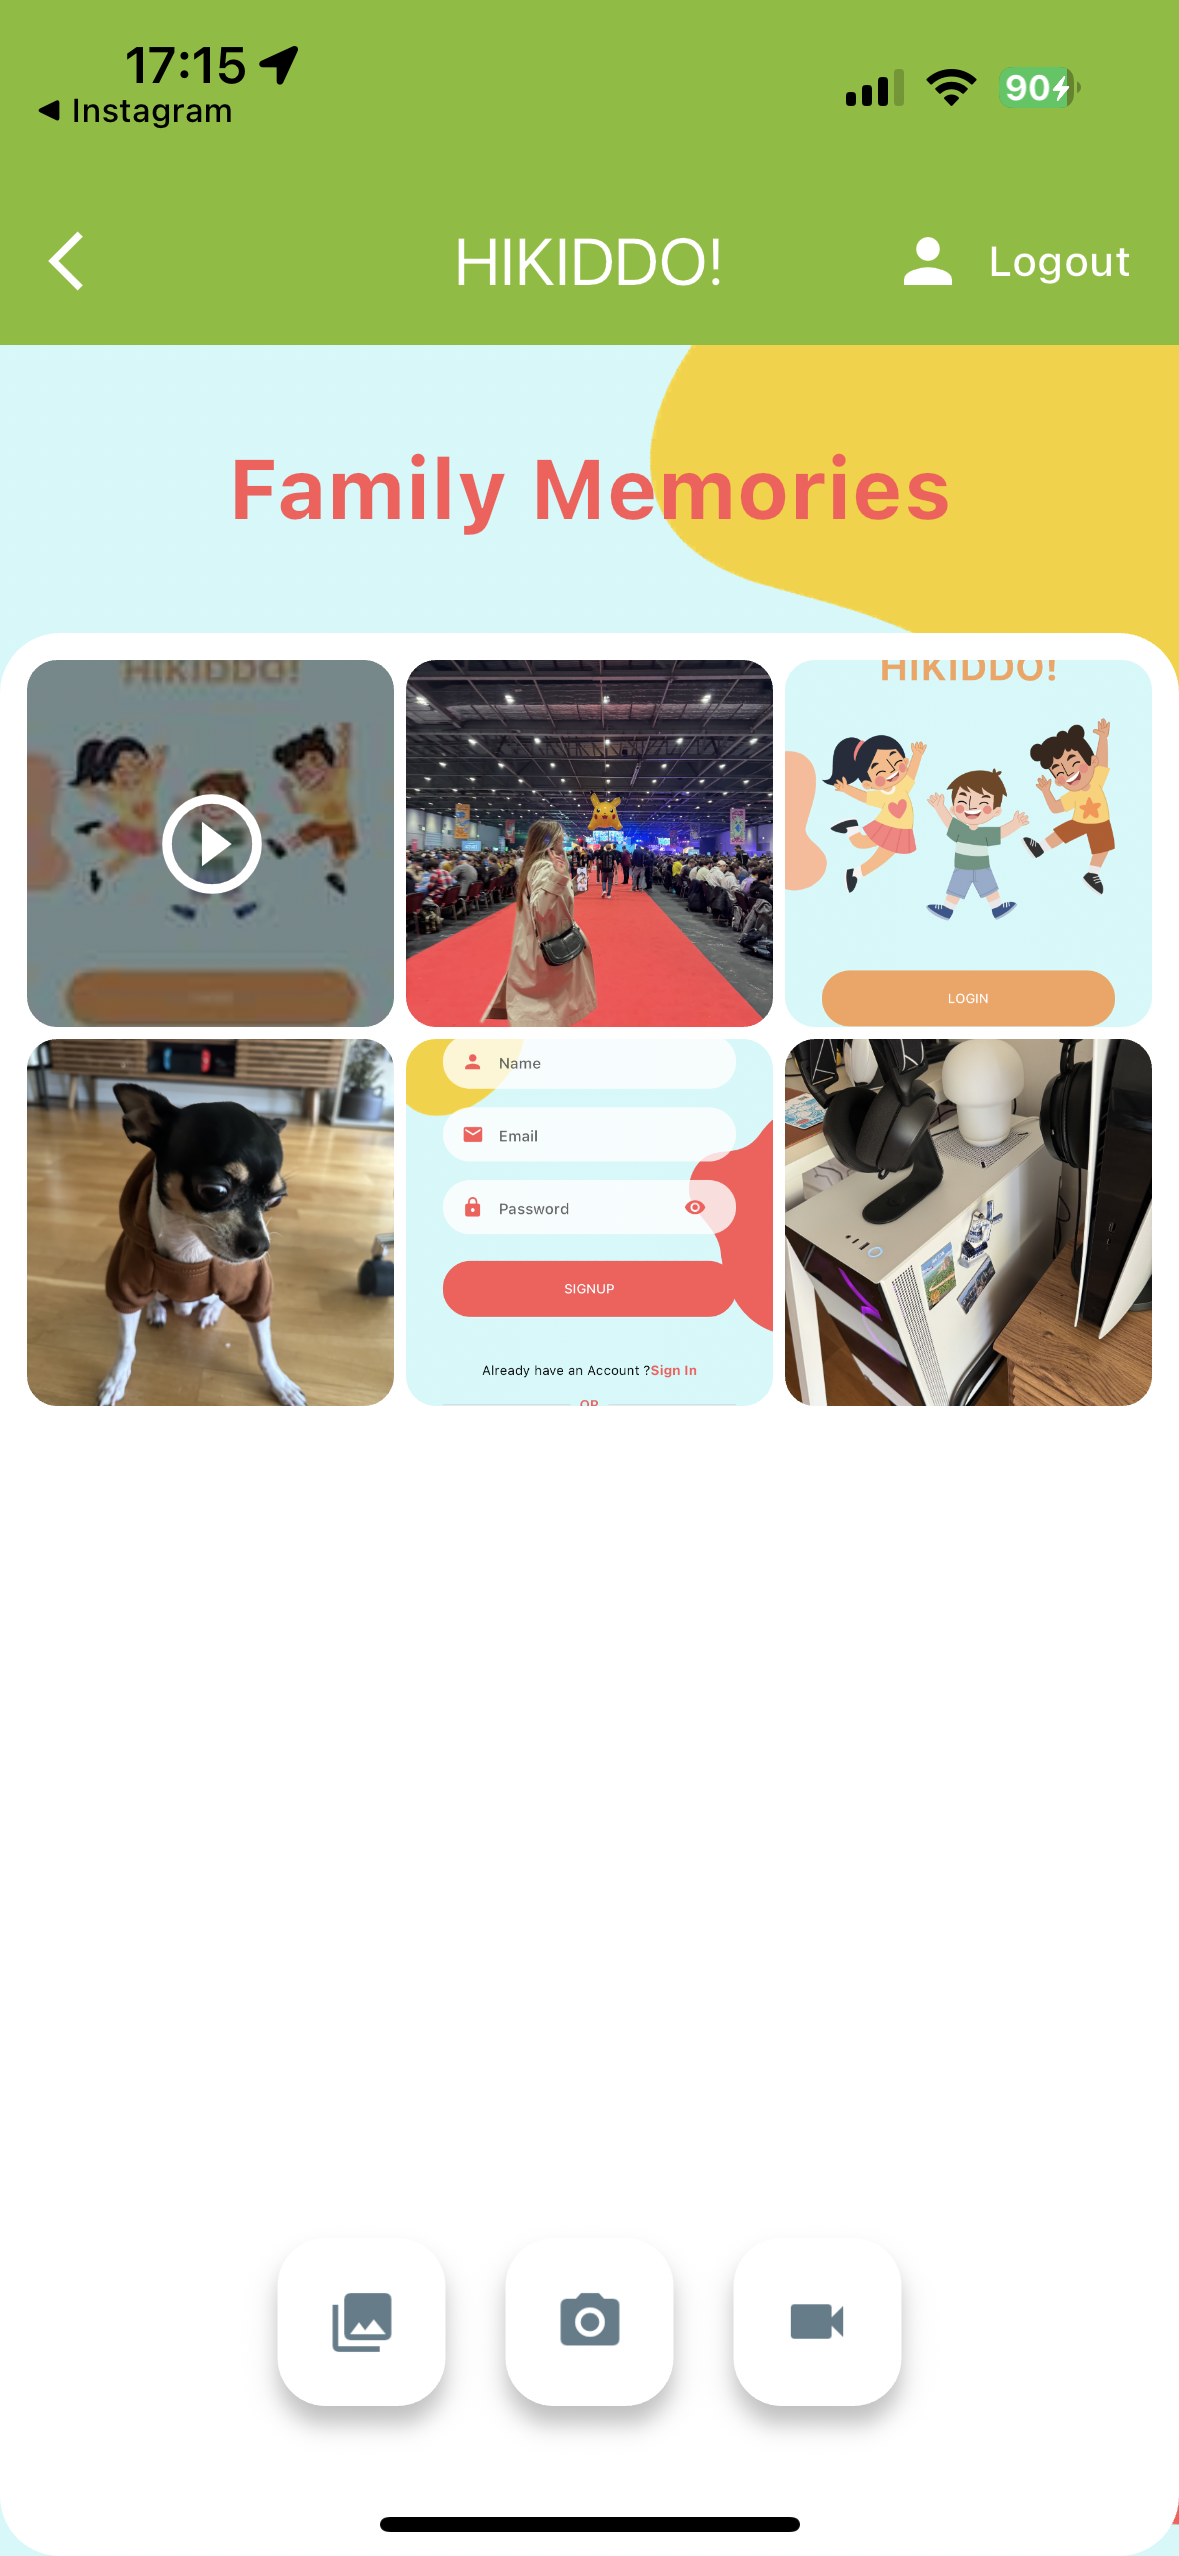 17:15
Instagram
90
HIKIDDO!
Logout
Family Memories
HIKIDDO!
HIKIDDO!
LOGIN
Name
Email
Password
SIGNUP
Already have an Account ?Sign In
OR